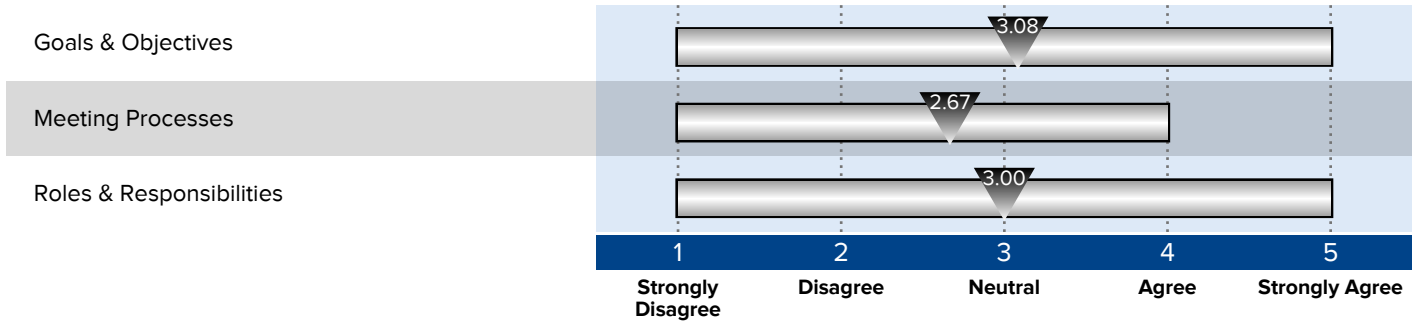 Goals & Objectives
3.08
Meeting Processes
2.67
Roles & Responsibilities
3.00
1 2 3 4 5
Strongly Disagree Neutral Agree Strongly Agree
Disagree